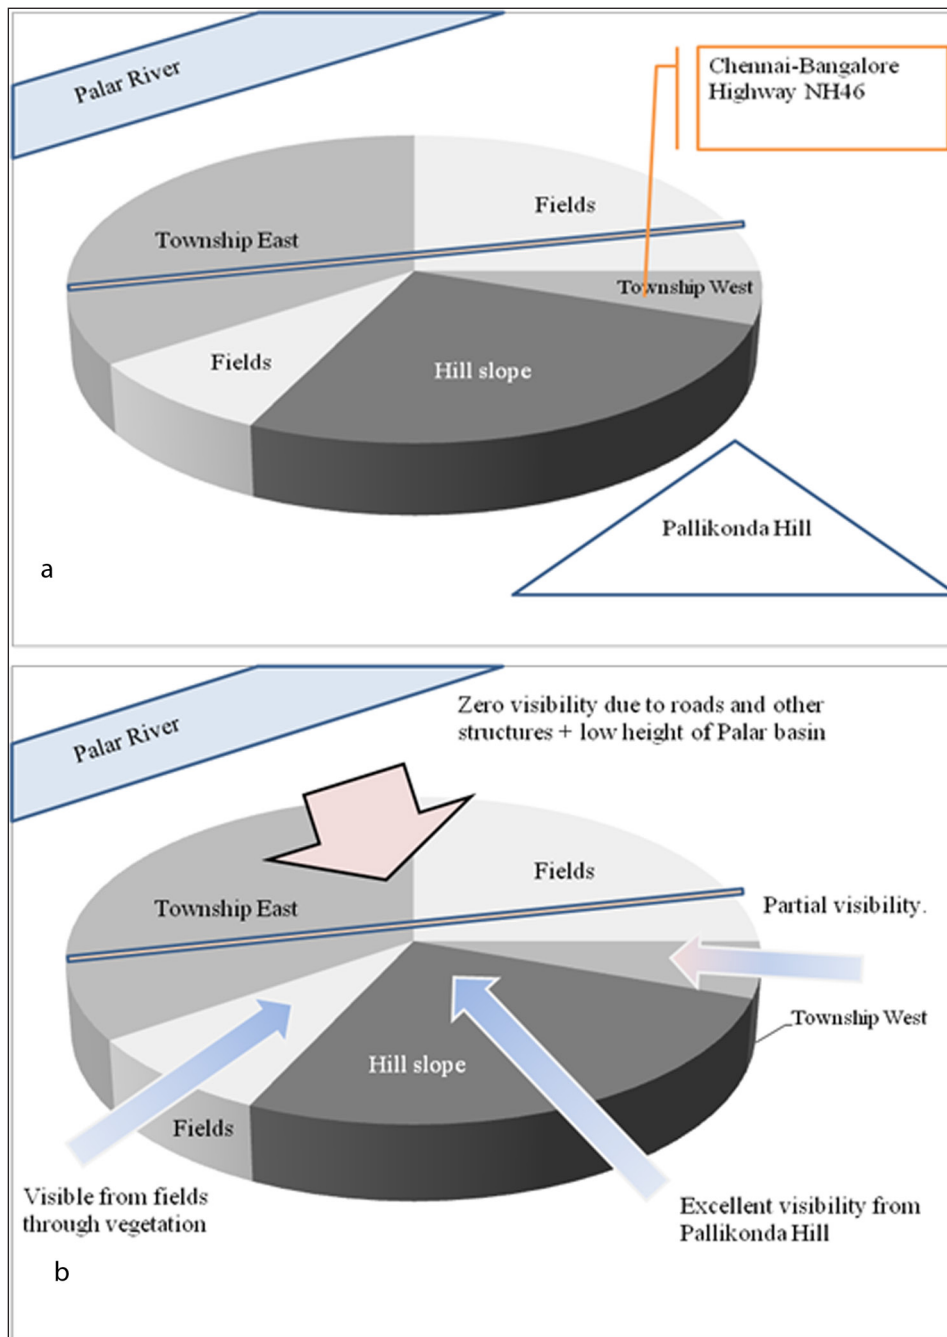 Palar River
Chennai-Bangalore
Highway NH46
Fields
Township East
Township West
Fields
Hill slope
Pallikonda Hill
a
Palar River
Zero visibility due to roads and other
structures + low height of Palar basin
Fields
Township East
Partial visibility.
Township West
Hill slope
Fields
Visible from fields
through vegetation
Excellent visibility from
Pallikonda Hill
b